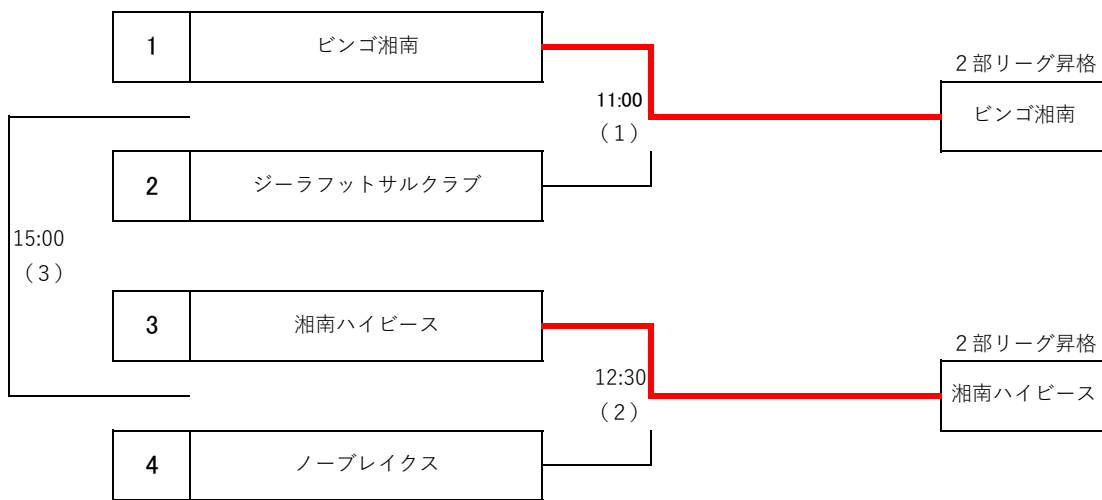 1 ビンゴ湘南
2部リーグ昇格
11:00
(1)
ビンゴ湘南
2 ジーラフットサルクラブ
15:00
(3)
3 湘南ハイビース
2部リーグ昇格
12:30
(2)
湘南ハイビース
4 ノーブレイクス